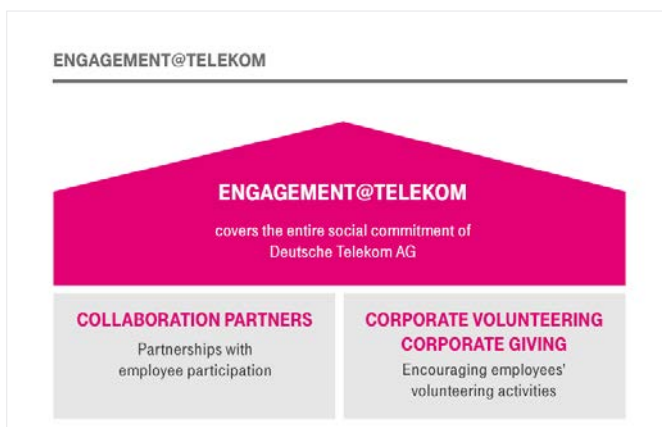 ENGAGEMENT@TELEKOM
ENGAGEMENT@TELEKOM
covers the entire social commitment of
Deutsche Telekom AG
COLLABORATION PARTNERS
Partnerships with
employee participation
CORPORATE VOLUNTEERING
CORPORATE GIVING
Encouraging employees'
volunteering activities